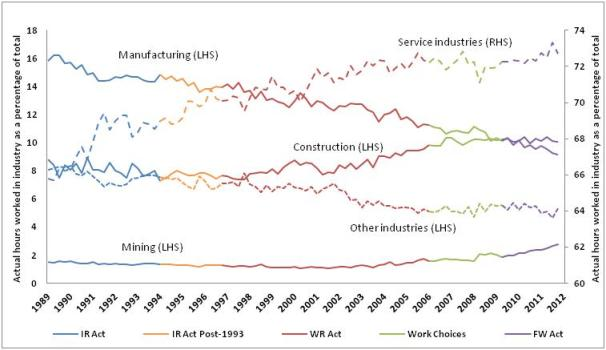 Actual hours worked in industry as a percentage of total
18
16
14
12
10
8
6
4
2
0
Manufacturing (LHS)
Service industries (RHS)
Construction (LHS)
Other industries (LHS)
Mining (LHS)
74
72
70
68
66
64
62
60
Actual hours worked in industry as a percentage of total
1989 1990 1991 1992 1993 1994 1995 1996 1997 1998 1999 2000 2001 2002 2003 2004 2005 2006 2007 2008 2009 2010 2011 2012
IR Act IR Act Post-1993 WR Act Work Choices FW Act